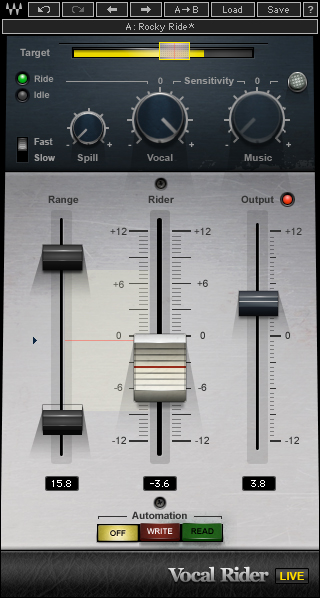 A→B Load Save ?
A: Rocky Ride*
Target
Ride
Idle
0 Sensitivity 0
Fast
Slow
Spill Vocal Music
Range Rider Output
+12 +12 +12
+6 +6
0 0 0
-6 -6
-12 -12 -12
15.8 -3.6 3.8
Automation
OFF WRITE READ
Vocal Rider LIVE